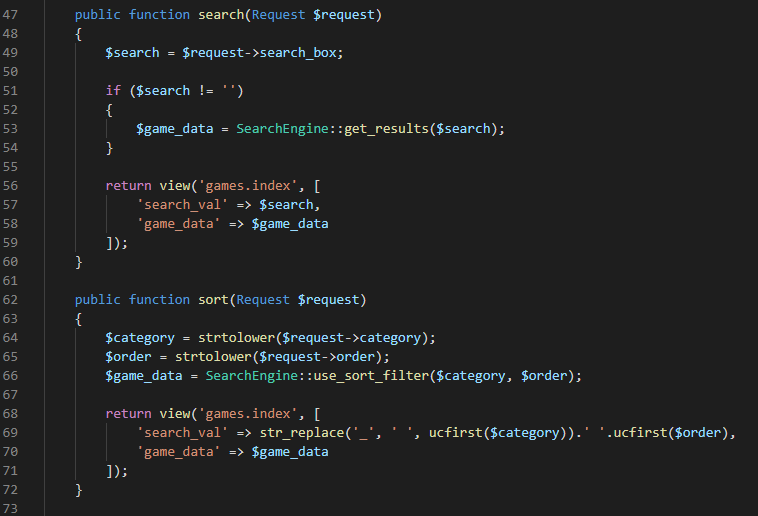 47 public function search(Request $request)
48 {
49 $search = $request->search_box;
50
51 if ($search != '')
52 {
53 $game_data = SearchEngine::get_results($search);
54 }
55
56 return view('games.index', [
57 'search_val' => $search,
58 'game_data' => $game_data
59 ]);
60 }
61
62 public function sort(Request $request)
63 {
64 $category = strtolower($request->category);
65 $order = strtolower($request->order);
66 $game_data = SearchEngine::use_sort_filter($category, $order);
67
68 return view('games.index', [
69 'search_val' => str_replace('_', ' ', ucfirst($category)).' '.ucfirst($order),
70 'game_data' => $game_data
71 ]);
72 }
73